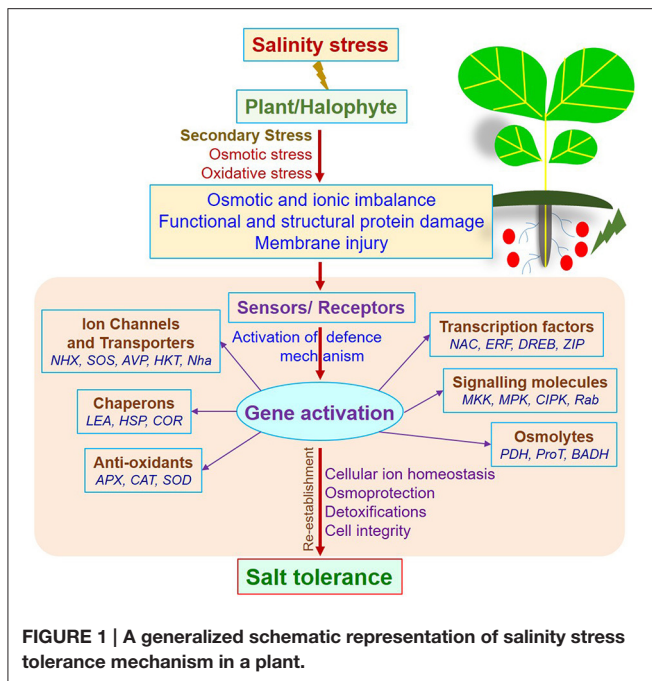 Salinity stress
Plant/Halophyte
Secondary Stress
Osmotic stress
Oxidative stress
Osmotic and ionic imbalance
Functional and structural protein damage
Membrane injury
Sensors/ Receptors
Activation of defence
mechanism
Ion Channels
and Transporters
NHX, SOS, AVP, HKT, Nha
Chaperons
LEA, HSP, COR
Anti-oxidants
APX, CAT, SOD
Gene activation
Transcription factors
NAC, ERF, DREB, ZIP
Signalling molecules
MKK, MPK, CIPK, Rab
Osmolytes
PDH, ProT, BADH
Re-establishment
Cellular ion homeostasis
Osmoprotection
Detoxifications
Cell integrity
Salt tolerance
FIGURE 1 | A generalized schematic representation of salinity stress
tolerance mechanism in a plant.